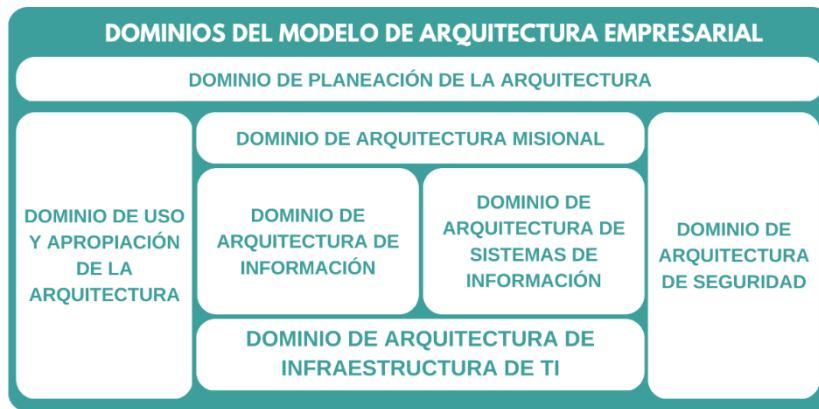 DOMINIOS DEL MODELO DE ARQUITECTURA EMPRESARIAL
DOMINIO DE PLANEACIÓN DE LA ARQUITECTURA
DOMINIO DE USO
Y APROPIACIÓN
DE LA
ARQUITECTURA
DOMINIO DE ARQUITECTURA MISIONAL
DOMINIO DE
ARQUITECTURA DE
INFORMACIÓN
DOMINIO DE
ARQUITECTURA DE
SISTEMAS DE
INFORMACIÓN
DOMINIO DE ARQUITECTURA DE
INFRAESTRUCTURA DE TI
DOMINIO DE
ARQUITECTURA
DE SEGURIDAD